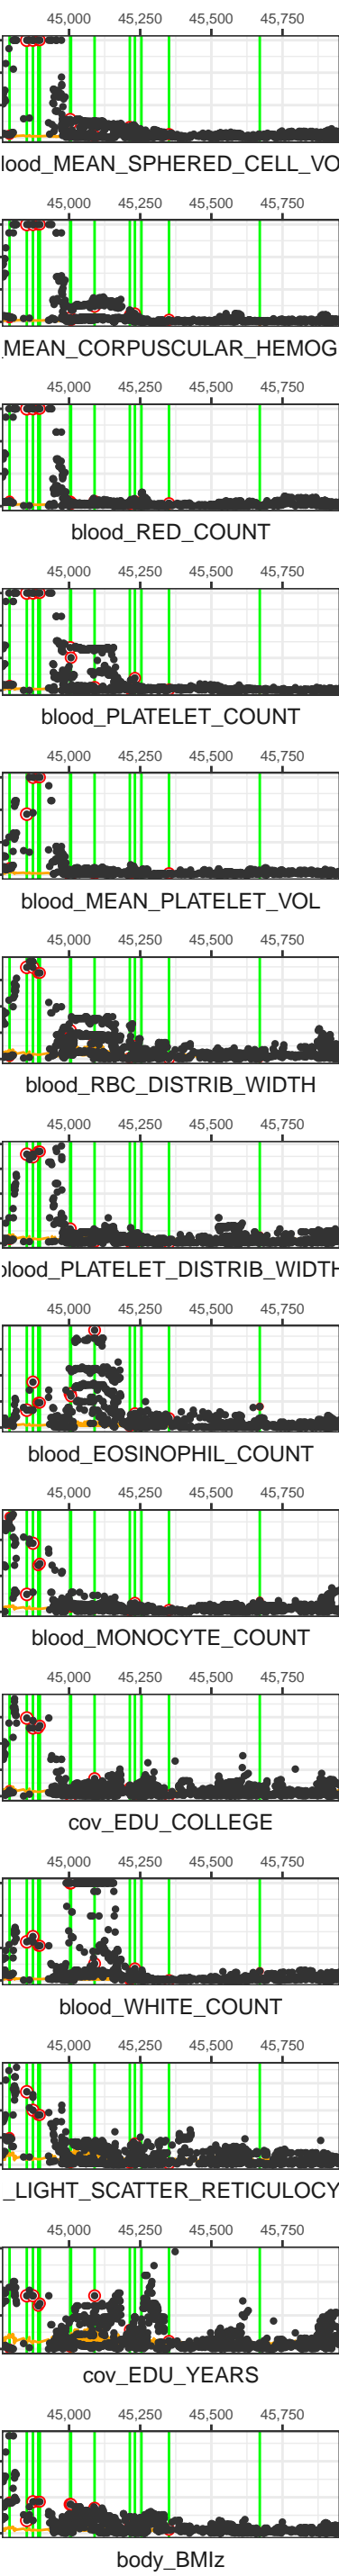 45,000 45,250 45,500 45,750
lood_MEAN_SPHERED_CELL_VO
45,000 45,250 45,500 45,750
MEAN_CORPUSCULAR_HEMOG
45,000 45,250 45,500 45,750
blood_RED_COUNT
45,000 45,250 45,500 45,750
blood_PLATELET_COUNT
45,000 45,250 45,500 45,750
blood_MEAN_PLATELET_VOL
45,000 45,250 45,500 45,750
blood_RBC_DISTRIB_WIDTH
45,000 45,250 45,500 45,750
blood_PLATELET_DISTRIB_WIDTH
45,000 45,250 45,500 45,750
blood_EOSINOPHIL_COUNT
45,000 45,250 45,500 45,750
blood_MONOCYTE_COUNT
45,000 45,250 45,500 45,750
cov_EDU_COLLEGE
45,000 45,250 45,500 45,750
blood_WHITE_COUNT
45,000 45,250 45,500 45,750
_LIGHT_SCATTER_RETICULOCY
45,000 45,250 45,500 45,750
cov_EDU_YEARS
45,000 45,250 45,500 45,750
body_BMIz